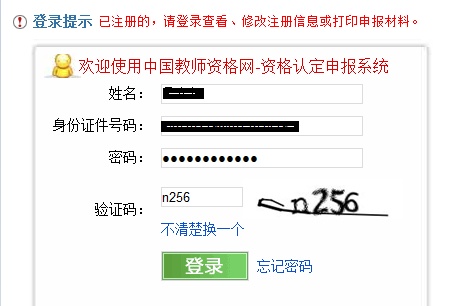 登录提示 已注册的，请登录查看、修改注册信息或打印申报材料。
欢迎使用中国教师资格网-资格认定申报系统
姓名：
身份证件号码：
密码： ●●●●●●●●●●●●
验证码： n256 n256
不清楚换一个
登录 忘记密码